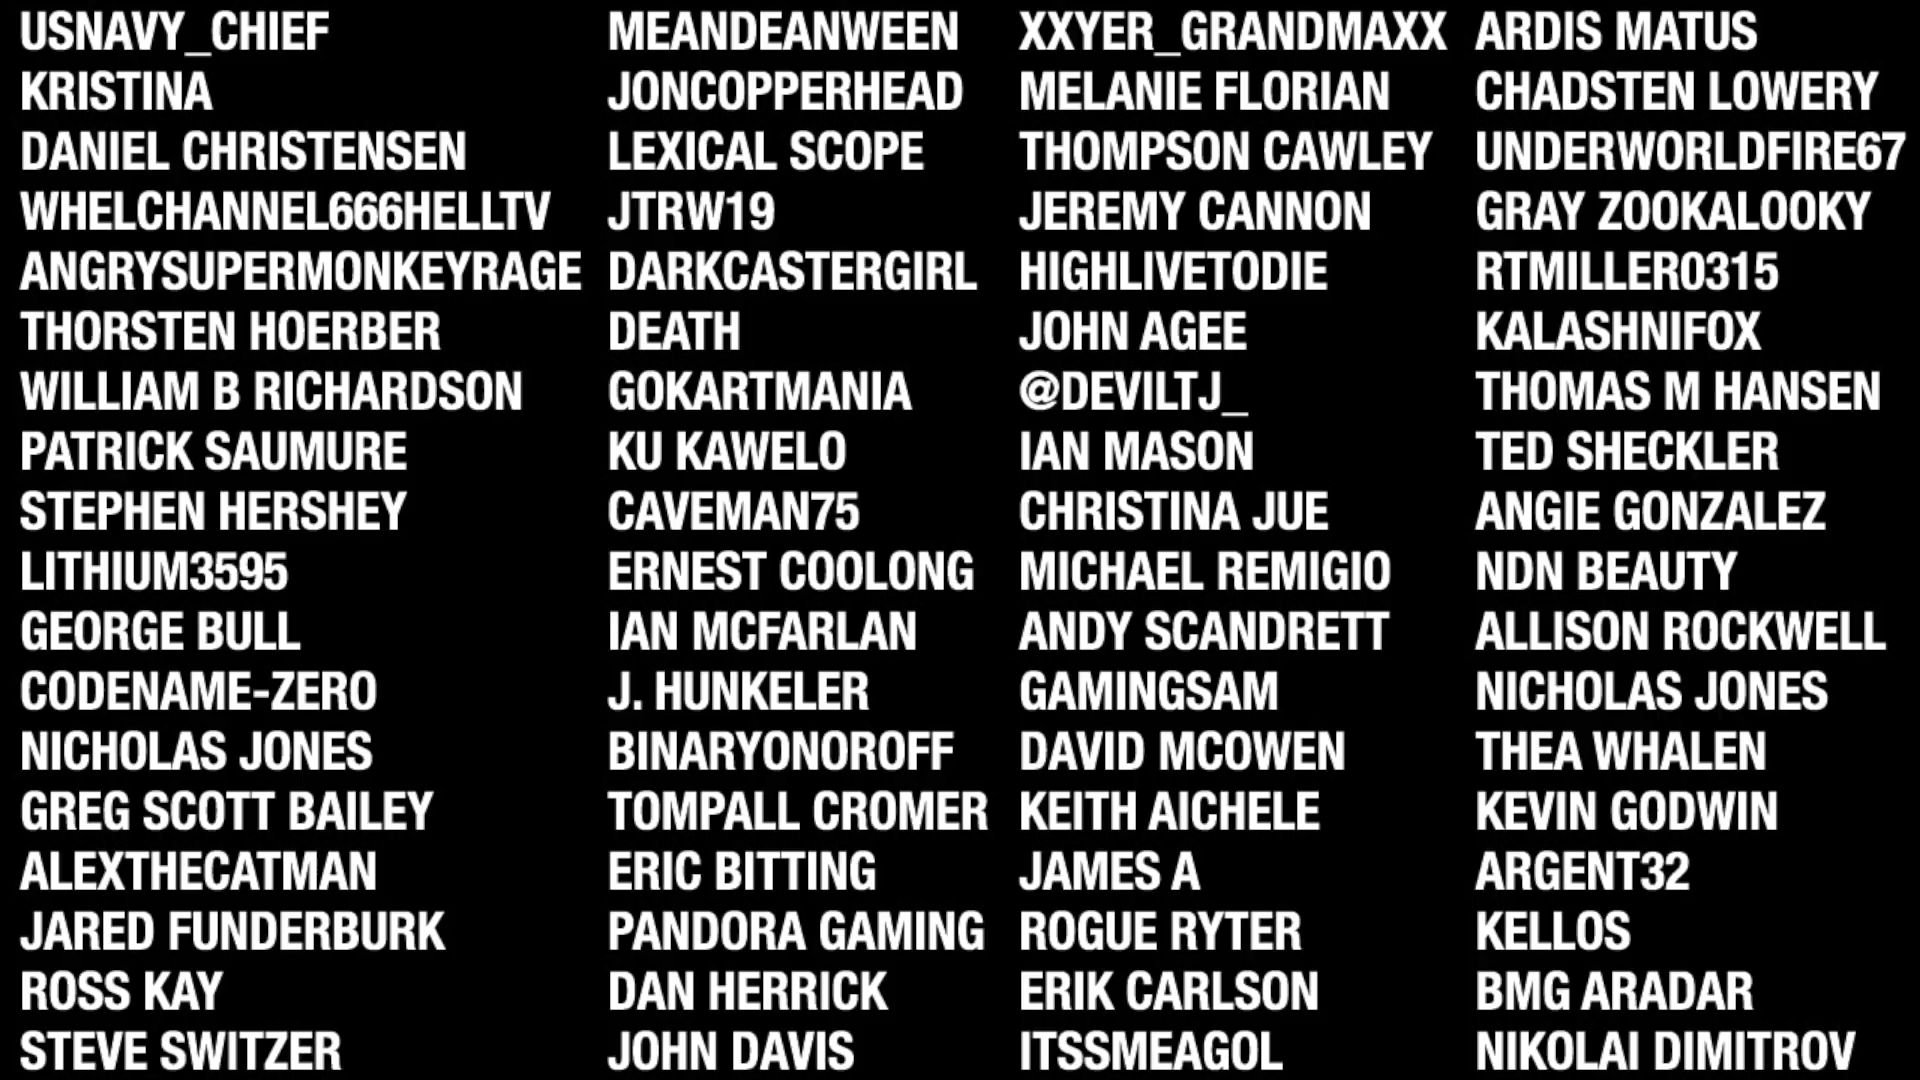 USNAVY_CHIEF MEANDEANWEEN XXYER_GRANDMAXX ARDIS MATUS
KRISTINA JONCOPPERHEAD MELANIE FLORIAN CHADSTEN LOWERY
DANIEL CHRISTENSEN LEXICAL SCOPE THOMPSON CAWLEY UNDERWORLDFIRE67
WHELCHANNEL666HELLTV JTRW19 JEREMY CANNON GRAY ZOOKALOOKY
ANGRYSUPERMONKEYRAGE DARKCASTERGIRL HIGHLIVETODIE RTMILLER0315
THORSTEN HOERBER DEATH JOHN AGEE KALASHNIFOX
WILLIAM B RICHARDSON GOKARTMANIA @DEVILTJ_ THOMAS M HANSEN
PATRICK SAUMURE KU KAWELO IAN MASON TED SHECKLER
STEPHEN HERSHEY CAVEMAN75 CHRISTINA JUE ANGIE GONZALEZ
LITHIUM3595 ERNEST COOLONG MICHAEL REMIGIO NDN BEAUTY
GEORGE BULL IAN MCFARLAN ANDY SCANDRETT ALLISON ROCKWELL
CODENAME-ZERO J. HUNKELER GAMINGSAM NICHOLAS JONES
NICHOLAS JONES BINARYONOROFF DAVID MCOWEN THEA WHALEN
GREG SCOTT BAILEY TOMPALL CROMER KEITH AICHELE KEVIN GODWIN
ALEXTHECATMAN ERIC BITTING JAMES A ARGENT32
JARED FUNDERBURK PANDORA GAMING ROGUE RYTER KELLOS
ROSS KAY DAN HERRICK ERIK CARLSON BMG ARADAR
STEVE SWITZER JOHN DAVIS ITSSMEAGOL NIKOLAI DIMITROV